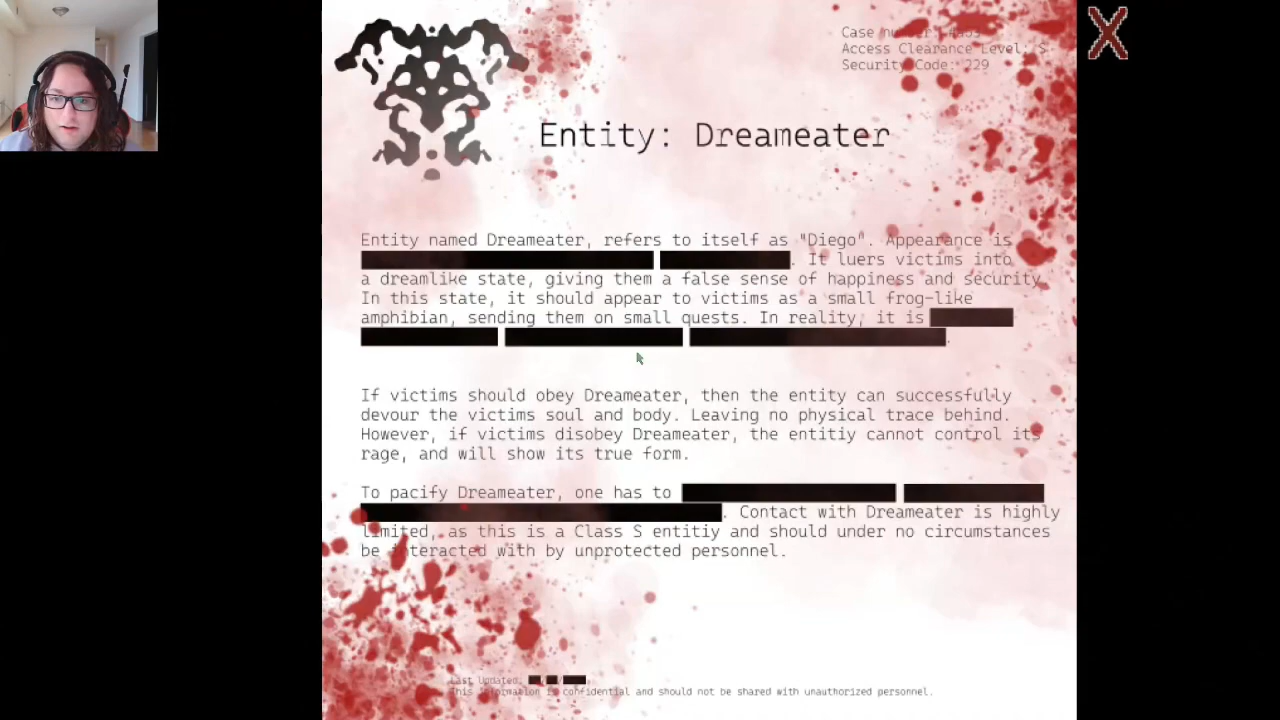 Case number: #
Access Clearance Level: S
Security Code: 229
Entity: Dreameater
Entity named Dreameater, refers to itself as "Diego". Appearance is
. It luers victims into
a dreamlike state, giving them a false sense of happiness and security.
In this state, it should appear to victims as a small frog-like
amphibian, sending them on small quests. In reality, it is
.
If victims should obey Dreameater, then the entity can successfully
devour the victims soul and body. Leaving no physical trace behind.
However, if victims disobey Dreameater, the entitiy cannot control its
rage, and will show its true form.
To pacify Dreameater, one has to
. Contact with Dreameater is highly
limited, as this is a Class S entitiy and should under no circumstances
be interacted with by unprotected personnel.
Last Updated:
This information is confidential and should not be shared with unauthorized personnel.